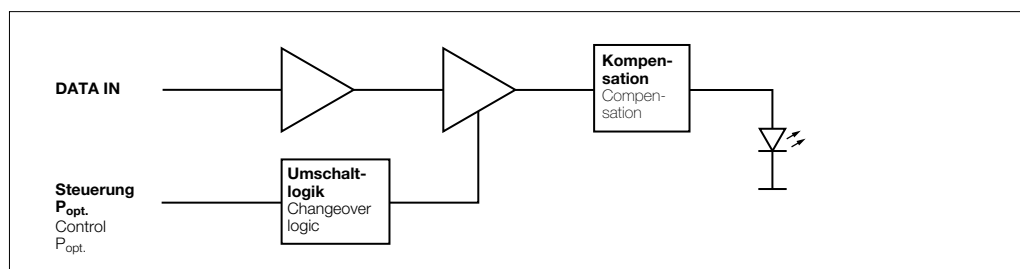 DATA IN
Kompen-
sation
Compen-
sation
Steuerung
Popt.
Control
Popt.
Umschalt-
logik
Changeover
logic